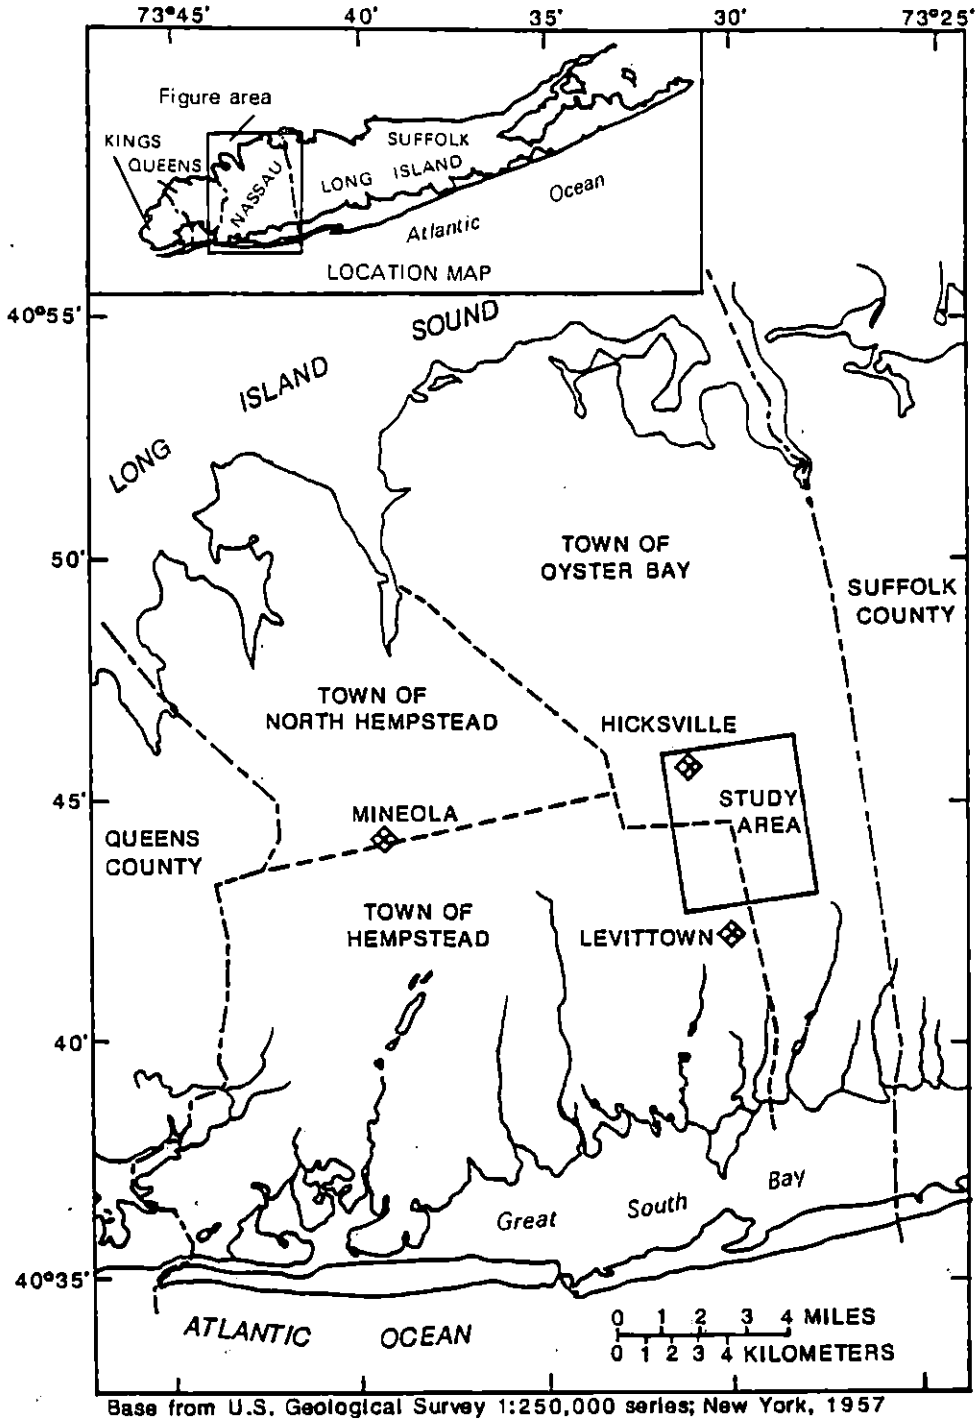 73°45' 40' 35' 30' 73°25'
Figure area
KINGS
QUEENS
NASSAU
SUFFOLK
LONG ISLAND
Atlantic Ocean
LOCATION MAP
40°55'
LONG ISLAND SOUND
50'
TOWN OF
OYSTER BAY
SUFFOLK
COUNTY
TOWN OF
NORTH HEMPSTEAD
HICKSVILLE
45'
MINEOLA
STUDY
AREA
QUEENS
COUNTY
TOWN OF
HEMPSTEAD
LEVITTOWN
40'
Great South Bay
40°35'
ATLANTIC OCEAN
0 1 2 3 4 MILES
0 1 2 3 4 KILOMETERS
Base from U.S. Geological Survey 1:250,000 series; New York, 1957